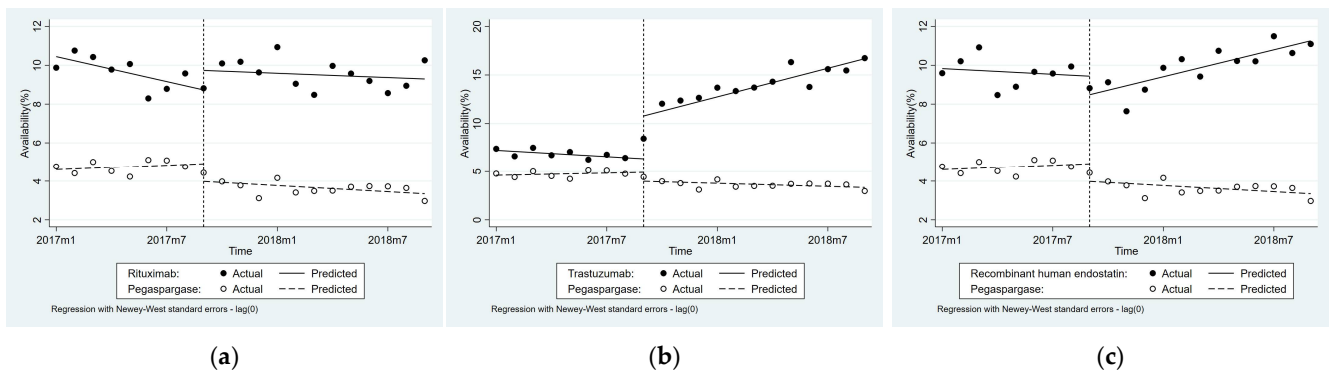 12
10
8
6
4
2
Availability(%)
2017m1 2017m7 2018m1 2018m7
Time
Rituximab: Actual Predicted
Pegaspargase: Actual Predicted
Regression with Newey-West standard errors - lag(0)
(a)
20
15
10
5
0
Availability(%)
2017m1 2017m7 2018m1 2018m7
Time
Trastuzumab: Actual Predicted
Pegaspargase: Actual Predicted
Regression with Newey-West standard errors - lag(0)
(b)
12
10
8
6
4
2
Availability(%)
2017m1 2017m7 2018m1 2018m7
Time
Recombinant human endostatin: Actual Predicted
Pegaspargase: Actual Predicted
Regression with Newey-West standard errors - lag(0)
(c)